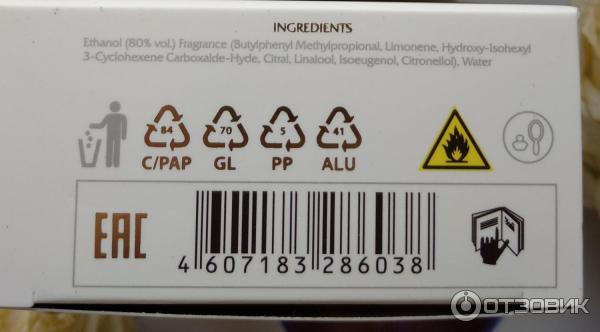 INGREDIENTS
Ethanol (80% vol.) Fragrance (Butylphenyl Methylpropional, Limonene, Hydroxy-Isohexyl
3-Cyclohexene Carboxalde-Hyde, Citral, Linalool, Isoeugenol, Citronellol), Water
84 70 5 41
C/PAP GL PP ALU
EAC
4 607183 286038
ОТЗОВИК